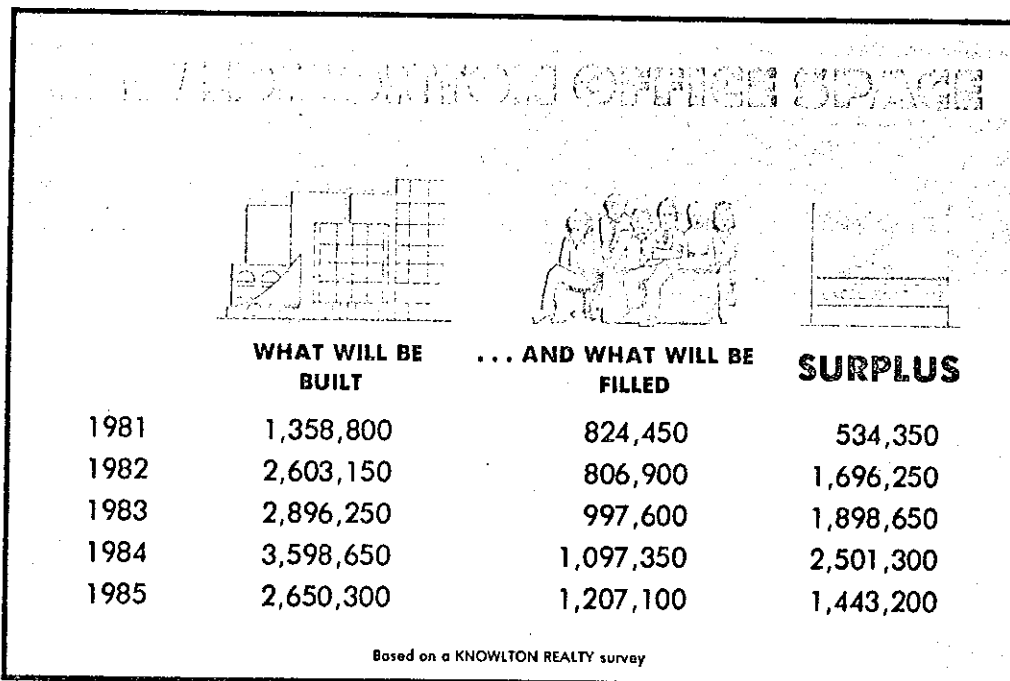 OFFICE SPACE
WHAT WILL BE
BUILT
... AND WHAT WILL BE
FILLED
SURPLUS
1981 1,358,800 824,450 534,350
1982 2,603,150 806,900 1,696,250
1983 2,896,250 997,600 1,898,650
1984 3,598,650 1,097,350 2,501,300
1985 2,650,300 1,207,100 1,443,200
Based on a KNOWLTON REALTY survey